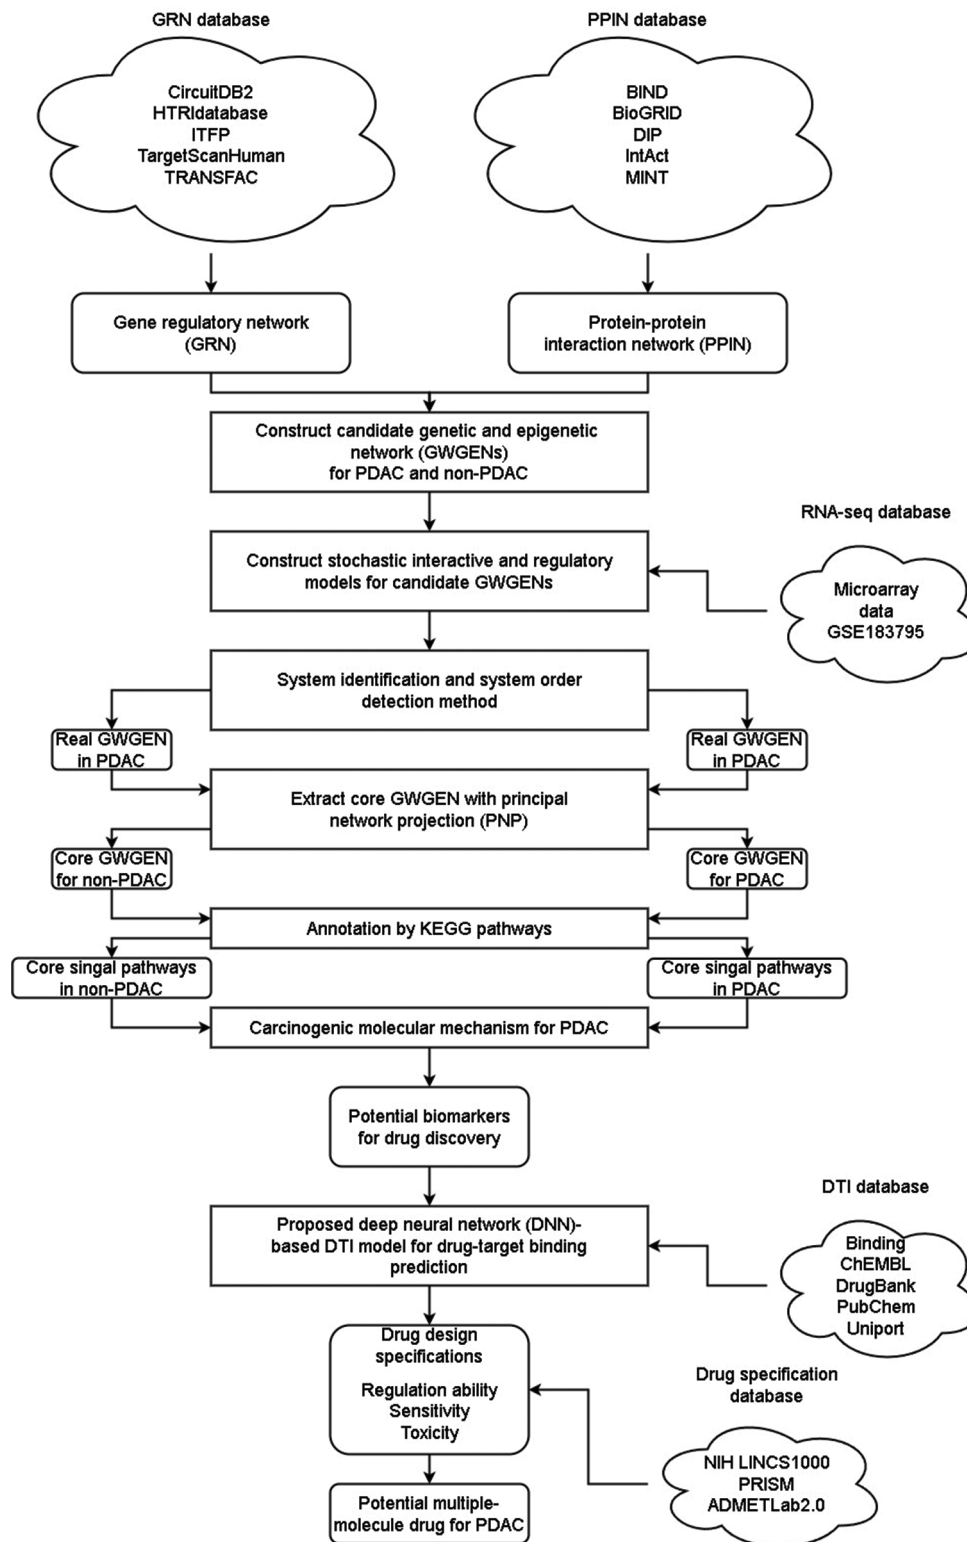 GRN database
PPIN database
CircuitDB2
HTRIdatabase
ITFP
TargetScanHuman
TRANSFAC
BIND
BioGRID
DIP
IntAct
MINT
Gene regulatory network
(GRN)
Protein-protein
interaction network (PPIN)
Construct candidate genetic and epigenetic
network (GWGENs)
for PDAC and non-PDAC
RNA-seq database
Construct stochastic interactive and regulatory
models for candidate GWGENs
Microarray
data
GSE183795
System identification and system order
detection method
Real GWGEN
in PDAC
Real GWGEN
in PDAC
Extract core GWGEN with principal
network projection (PNP)
Core GWGEN
for non-PDAC
Core GWGEN
for PDAC
Annotation by KEGG pathways
Core singal pathways
in non-PDAC
Core singal pathways
in PDAC
Carcinogenic molecular mechanism for PDAC
Potential biomarkers
for drug discovery
DTI database
Proposed deep neural network (DNN)-
based DTI model for drug-target binding
prediction
Binding
ChEMBL
DrugBank
PubChem
Uniport
Drug design
specifications
Regulation ability
Sensitivity
Toxicity
Drug specification
database
NIH LINCS1000
PRISM
ADMETLab2.0
Potential multiple-
molecule drug for PDAC